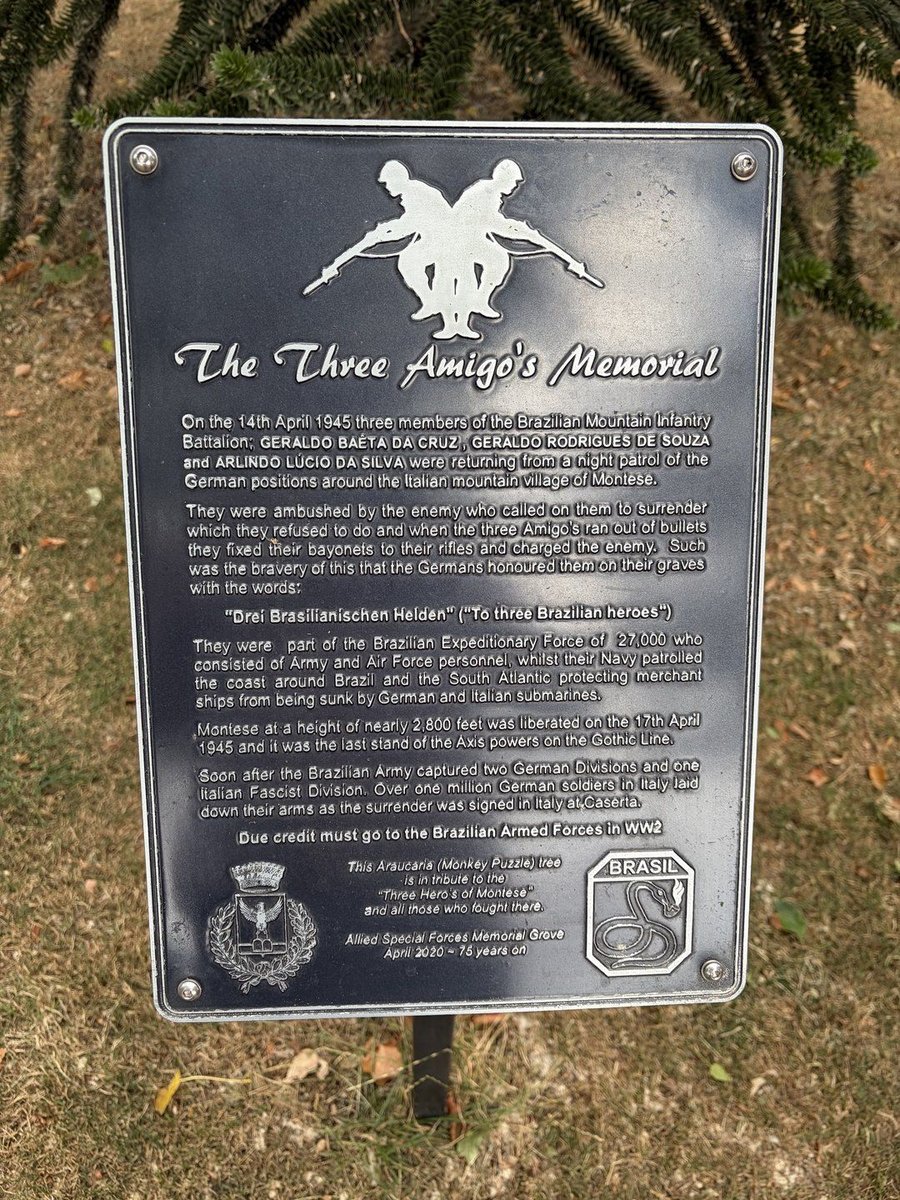 The Three Amigo's Memorial
On the 14th April 1945 three members of the Brazilian Mountain Infantry
Battalion; GERALDO BAÉTA DA CRUZ , GERALDO RODRIGUES DE SOUZA
and ARLINDO LÚCIO DA SILVA were returning from a night patrol of the
German positions around the Italian mountain village of Montese.
They were ambushed by the enemy who called on them to surrender
which they refused to do and when the three Amigo's ran out of bullets
they fixed their bayonets to their rifles and charged the enemy. Such
was the bravery of this that the Germans honoured them on their graves
with the words:
"Drei Brasilianischen Helden" ("To three Brazilian heroes")
They were part of the Brazilian Expeditionary Force of 27,000 who
consisted of Army and Air Force personnel, whilst their Navy patrolled
the coast around Brazil and the South Atlantic protecting merchant
ships from being sunk by German and Italian submarines.
Montese at a height of nearly 2,800 feet was liberated on the 17th April
1945 and it was the last stand of the Axis powers on the Gothic Line.
Soon after the Brazilian Army captured two German Divisions and one
Italian Fascist Division. Over one million German soldiers in Italy laid
down their arms as the surrender was signed in Italy at Caserta.
Due credit must go to the Brazilian Armed Forces in WW2
This Araucaria (Monkey Puzzle) tree
is in tribute to the
"Three Hero's of Montese"
and all those who fought there.
Allied Special Forces Memorial Grove
April 2020 ~ 75 years on
BRASIL